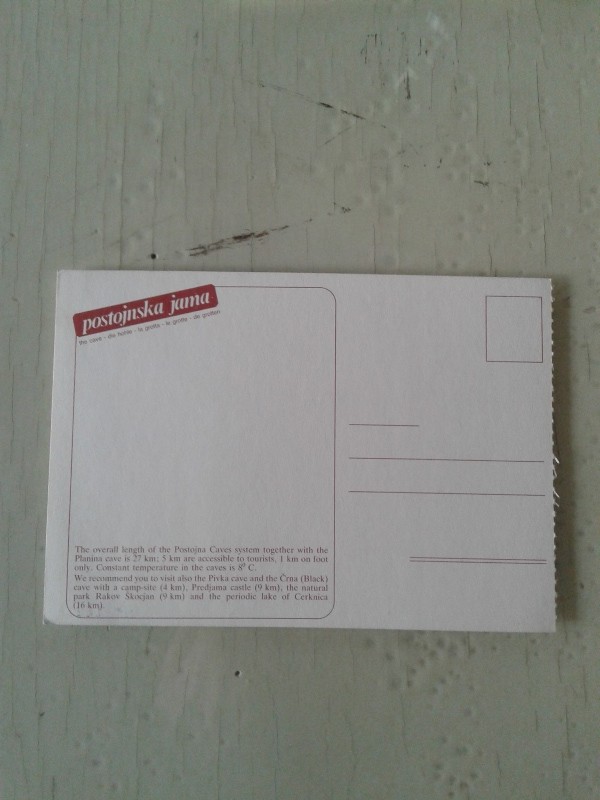 postojnska jama
the cave - die höhle - la grotte - la grotta - de grotten
The overall length of the Postojna Caves system together with the
Planina cave is 27 km: 5 km are accessible to tourists, 1 km on loot
only. Constant temperature in the caves is 8⁰ C.
We recommend you to visit also the Pivka cave and the Črna (Black)
cave with a camp-site (4 km), Predjama castle (9 km), the natural
park Rakov Škocjan (9 km) and the periodic lake of Cerknica
(16 km).